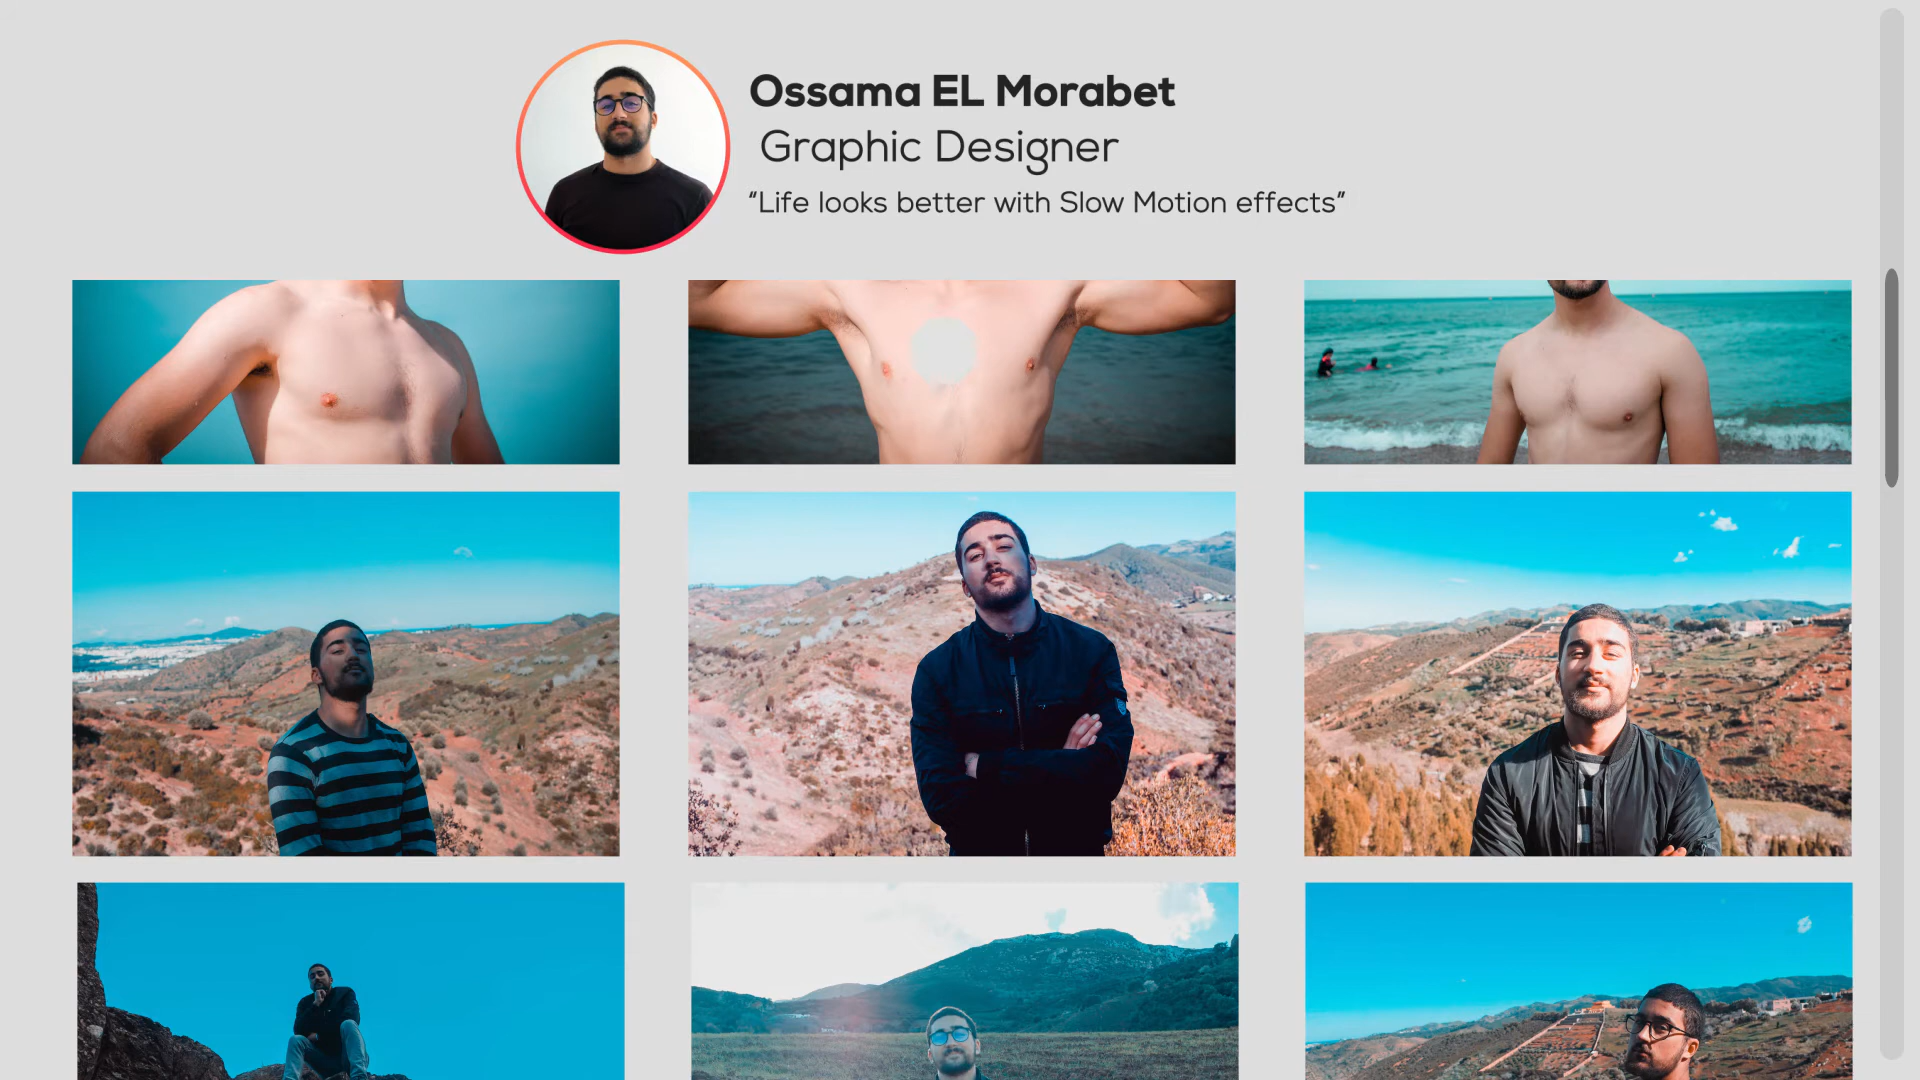 Ossama EL Morabet
Graphic Designer
“Life looks better with Slow Motion effects”